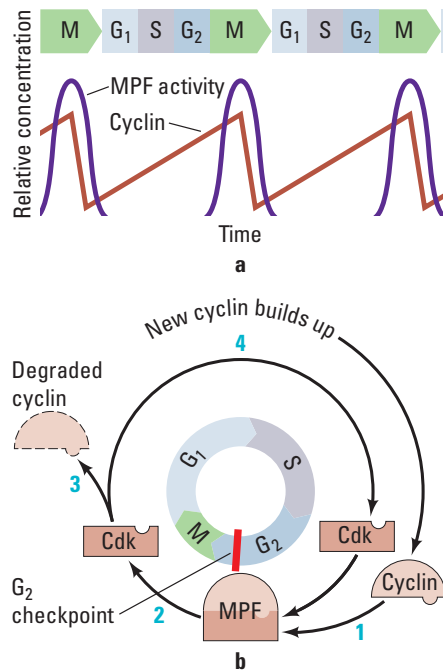 M G₁ S G₂ M G₁ S G₂ M
Relative concentration
MPF activity
Cyclin
Time
a
New cyclin builds up
4
Degraded
cyclin
G₁
S
3
M
G₂
Cdk
Cdk
Cyclin
G₂
checkpoint
2
MPF
1
b